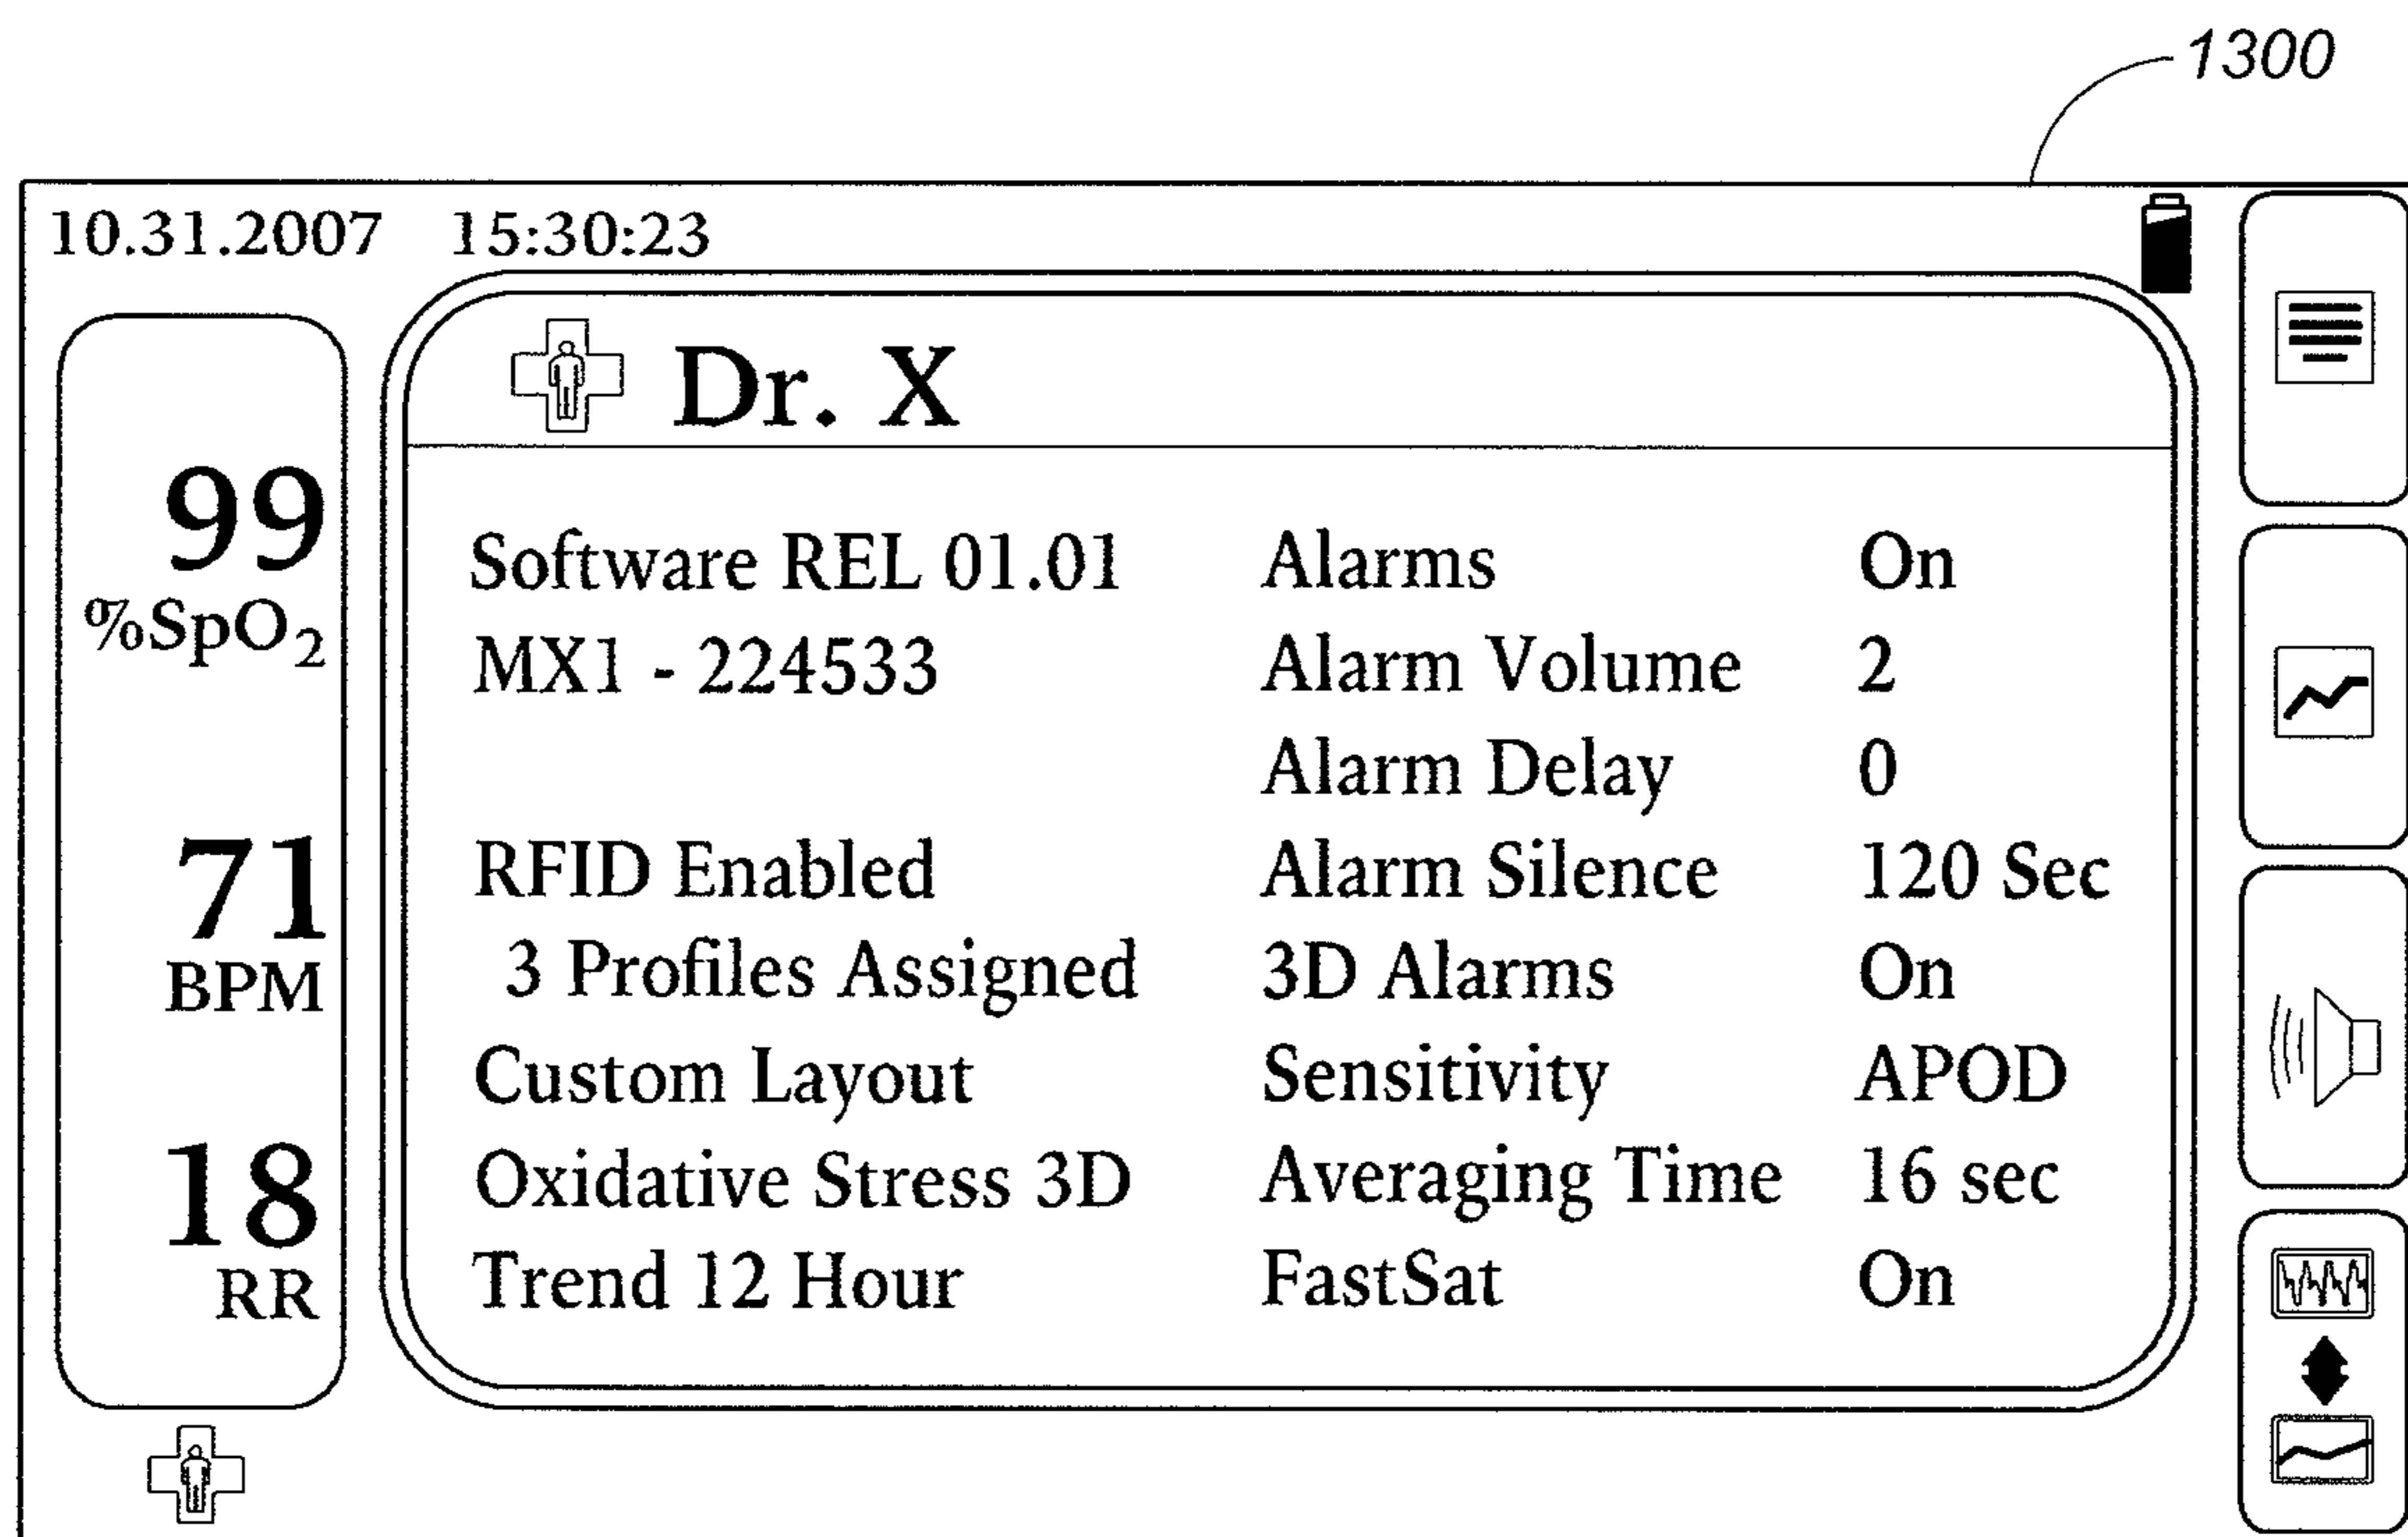 1300
10.31.2007 15:30:23
99
%SpO₂
71
BPM
18
RR
Dr. X
Software REL 01.01 Alarms On
MX1 - 224533 Alarm Volume 2
Alarm Delay 0
RFID Enabled Alarm Silence 120 Sec
3 Profiles Assigned 3D Alarms On
Custom Layout Sensitivity APOD
Oxidative Stress 3D Averaging Time 16 sec
Trend 12 Hour FastSat On